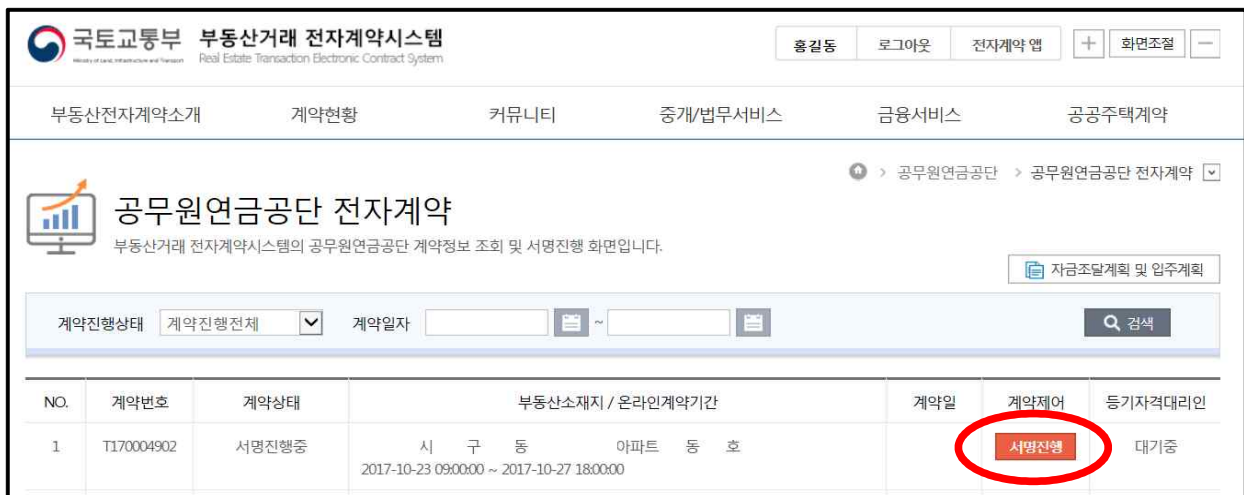 국토교통부 부동산거래 전자계약시스템
Ministry of Land, Infrastructure and Transport Real Estate Transaction Electronic Contract System
홍길동 로그아웃 전자계약 앱 + 화면조절 −
부동산전자계약소개 계약현황 커뮤니티 중개/법무서비스 금융서비스 공공주택계약
> 공무원연금공단 > 공무원연금공단 전자계약
공무원연금공단 전자계약
부동산거래 전자계약시스템의 공무원연금공단 계약정보 조회 및 서명진행 화면입니다.
자금조달계획 및 입주계획
계약진행상태 계약진행전체 계약일자 ~ 검색
NO. 계약번호 계약상태 부동산소재지 / 온라인계약기간 계약일 계약제어 등기자격대리인
1 T170004902 서명진행중 시 구 동 아파트 동 호 서명진행 대기중
2017-10-23 09:00:00 ~ 2017-10-27 18:00:00